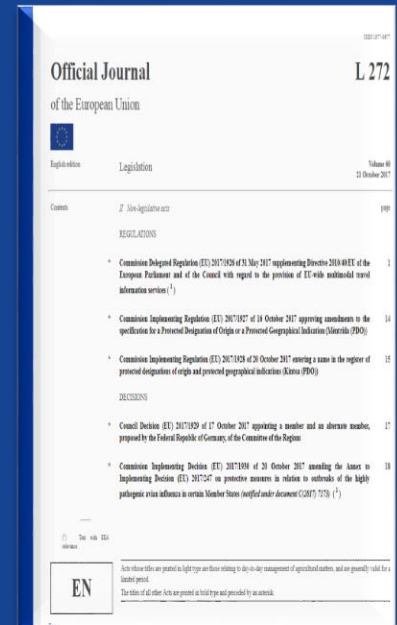 Official Journal
L 272
of the European Union
English edition
Legislation
Volume 60
21 October 2017
Contents
II Non-legislative acts
page
REGULATIONS
* Commission Delegated Regulation (EU) 2017/1926 of 31 May 2017 supplementing Directive 2010/40/EU of the 1
European Parliament and of the Council with regard to the provision of EU-wide multimodal travel
information services (1)
* Commission Implementing Regulation (EU) 2017/1927 of 16 October 2017 approving amendments to the 14
specification for a Protected Designation of Origin or a Protected Geographical Indication (Méntrida (PDO))
* Commission Implementing Regulation (EU) 2017/1928 of 20 October 2017 entering a name in the register of 15
protected designations of origin and protected geographical indications (Kintoa (PDO))
DECISIONS
* Council Decision (EU) 2017/1929 of 17 October 2017 appointing a member and an alternate member, 17
proposed by the Federal Republic of Germany, of the Committee of the Regions
* Commission Implementing Decision (EU) 2017/1930 of 20 October 2017 amending the Annex to 18
Implementing Decision (EU) 2017/247 on protective measures in relation to outbreaks of the highly
pathogenic avian influenza in certain Member States (notified under document C(2017) 7173) (1)
(1) Text with EEA
relevance.
EN
Acts whose titles are printed in light type are those relating to day-to-day management of agricultural matters, and are generally valid for a
limited period.
The titles of all other Acts are printed in bold type and preceded by an asterisk.